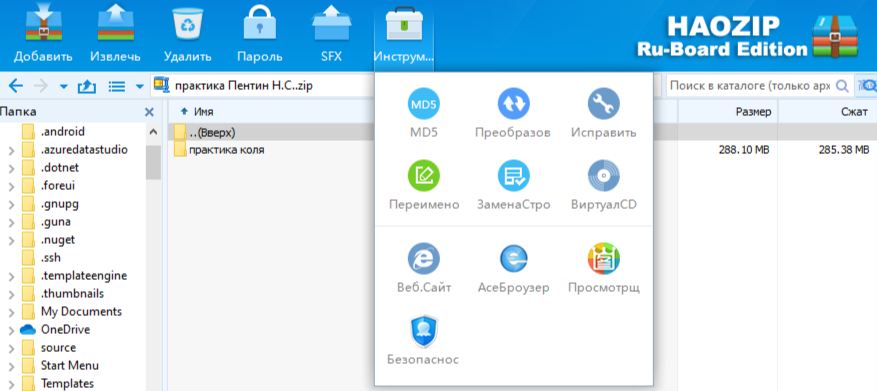 HAOZIP
Ru-Board Edition
Добавить Извлечь Удалить Пароль SFX Инструм...
практика Пентин Н.С..zip
Поиск в каталоге (только арх
Папка
Имя Размер Сжат
.android
.azuredatastudio
.dotnet
.foreui
.gnupg
.guna
.nuget
.ssh
.templateengine
.thumbnails
My Documents
OneDrive
source
Start Menu
Templates
..(Вверх)
практика коля 288.10 MB 285.38 MB
MD5
MD5 Преобразов Исправить
Переимено ЗаменаСтро ВиртуалCD
Веб.Сайт АсеБроузер Просмотрщ
Безопаснос